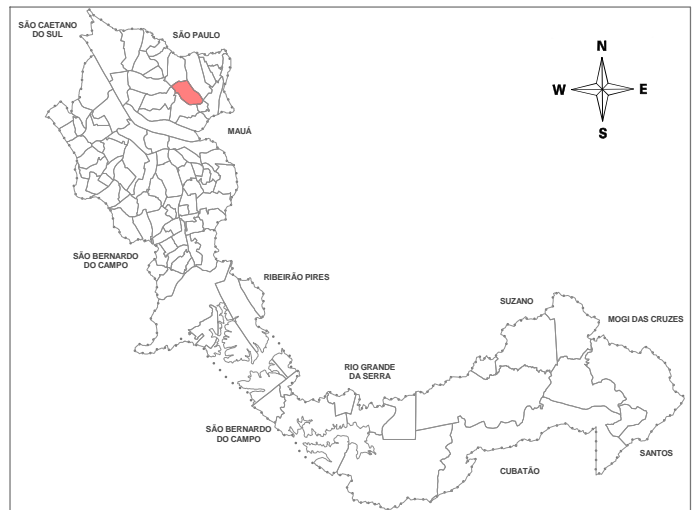 SÃO CAETANO
DO SUL
SÃO PAULO
N
W
E
S
MAUÁ
SÃO BERNARDO
DO CAMPO
RIBEIRÃO PIRES
SUZANO
MOGI DAS CRUZES
RIO GRANDE
DA SERRA
SÃO BERNARDO
DO CAMPO
SANTOS
CUBATÃO